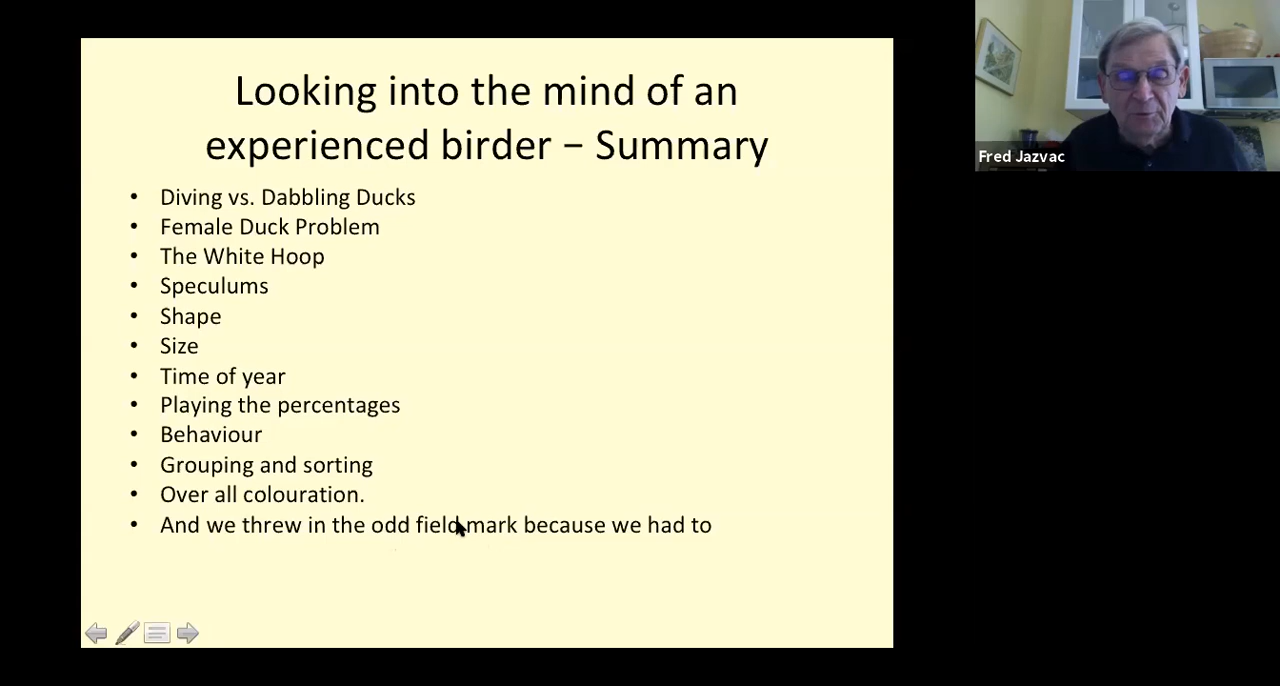 Looking into the mind of an
experienced birder – Summary
• Diving vs. Dabbling Ducks
• Female Duck Problem
• The White Hoop
• Speculums
• Shape
• Size
• Time of year
• Playing the percentages
• Behaviour
• Grouping and sorting
• Over all colouration.
• And we threw in the odd field mark because we had to
Fred Jazvac